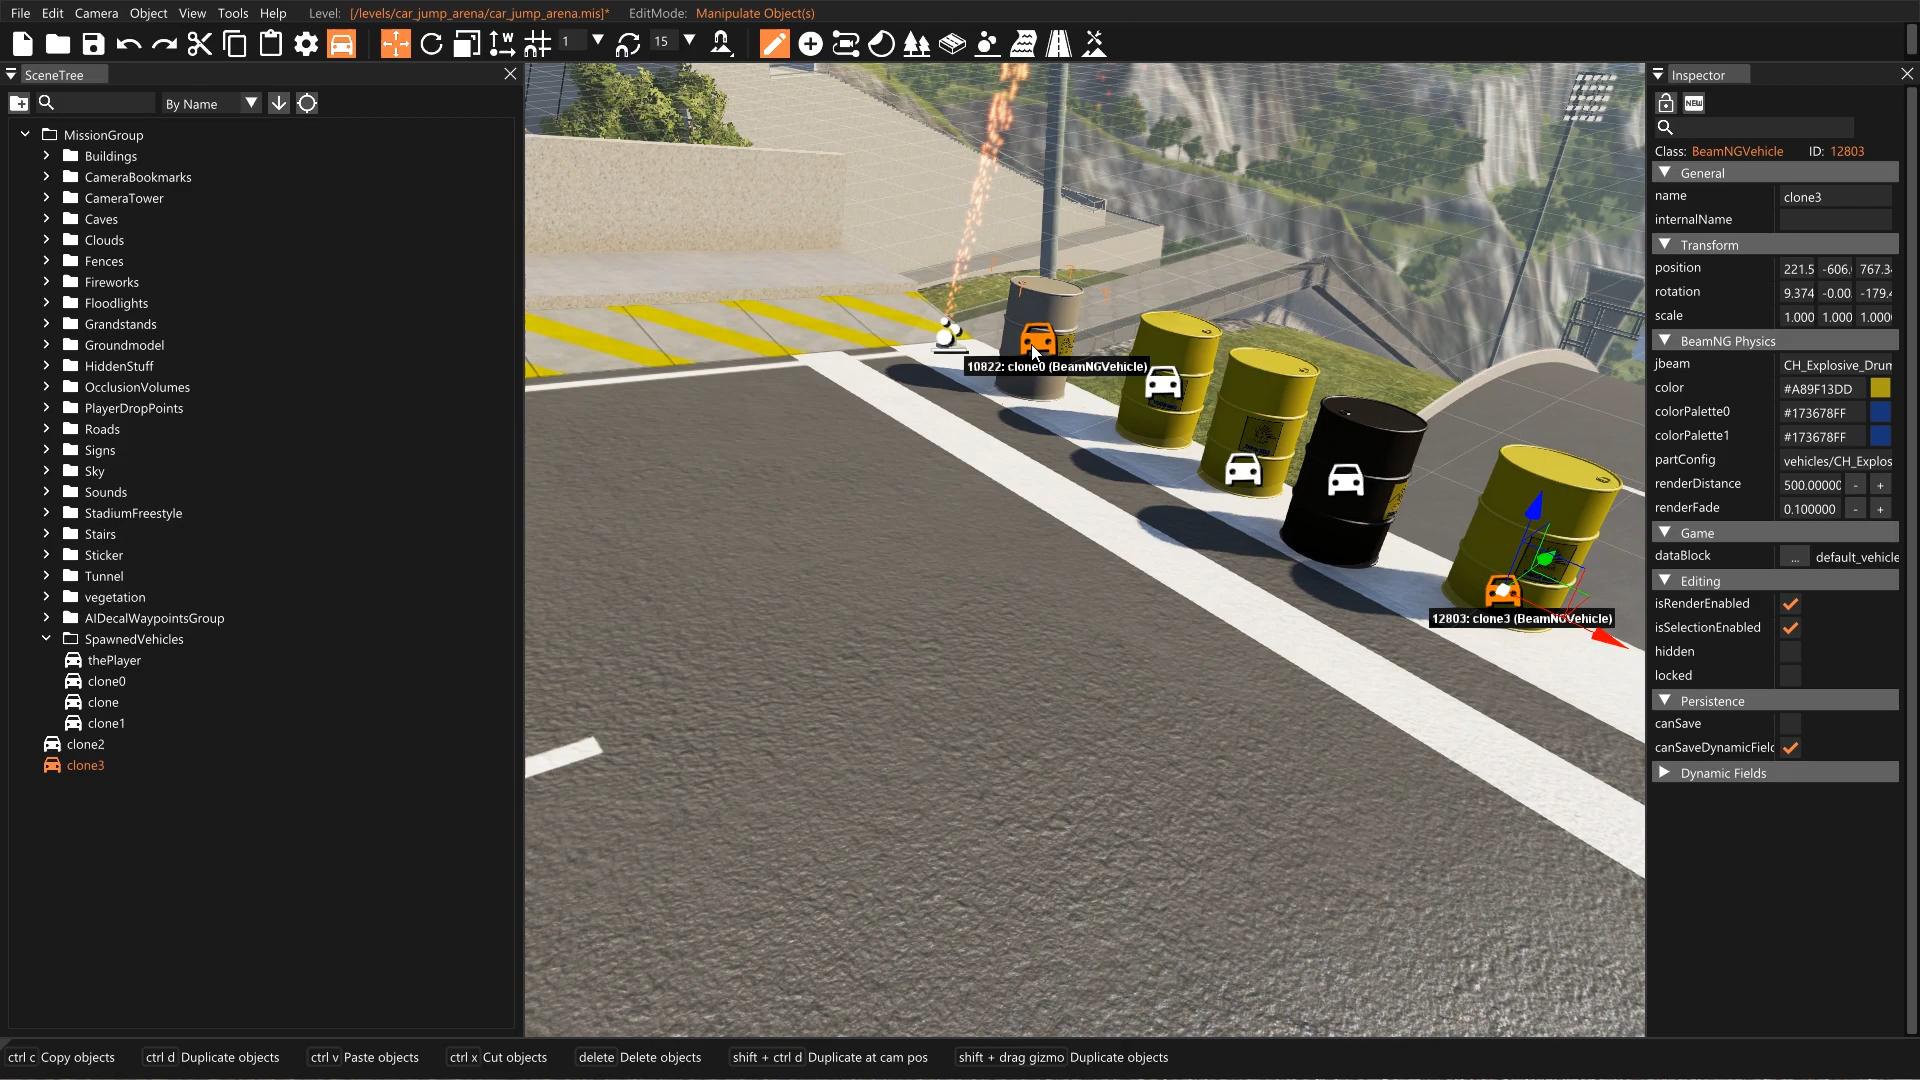 File Edit Camera Object View Tools Help Level: [/levels/car_jump_arena/car_jump_arena.mis]* EditMode: Manipulate Object(s)
1 15
SceneTree
By Name
MissionGroup
Buildings
CameraBookmarks
CameraTower
Caves
Clouds
Fences
Fireworks
Floodlights
Grandstands
Groundmodel
HiddenStuff
OcclusionVolumes
PlayerDropPoints
Roads
Signs
Sky
Sounds
StadiumFreestyle
Stairs
Sticker
Tunnel
vegetation
AIDecalWaypointsGroup
SpawnedVehicles
thePlayer
clone0
clone
clone1
clone2
clone3
10822: clone0 (BeamNGVehicle)
12803: clone3 (BeamNGVehicle)
Inspector
NEW
Class: BeamNGVehicle ID: 12803
General
name clone3
internalName
Transform
position 221.5 -606. 767.3
rotation 9.374 -0.00 -179.4
scale 1.000 1.000 1.000
BeamNG Physics
jbeam CH_Explosive_Drum
color #A89F13DD
colorPalette0 #173678FF
colorPalette1 #173678FF
partConfig vehicles/CH_Explos
renderDistance 500.00000 - +
renderFade 0.100000 - +
Game
dataBlock ... default_vehicle
Editing
isRenderEnabled
isSelectionEnabled
hidden
locked
Persistence
canSave
canSaveDynamicField
Dynamic Fields
ctrl c Copy objects ctrl d Duplicate objects ctrl v Paste objects ctrl x Cut objects delete Delete objects shift + ctrl d Duplicate at cam pos shift + drag gizmo Duplicate objects